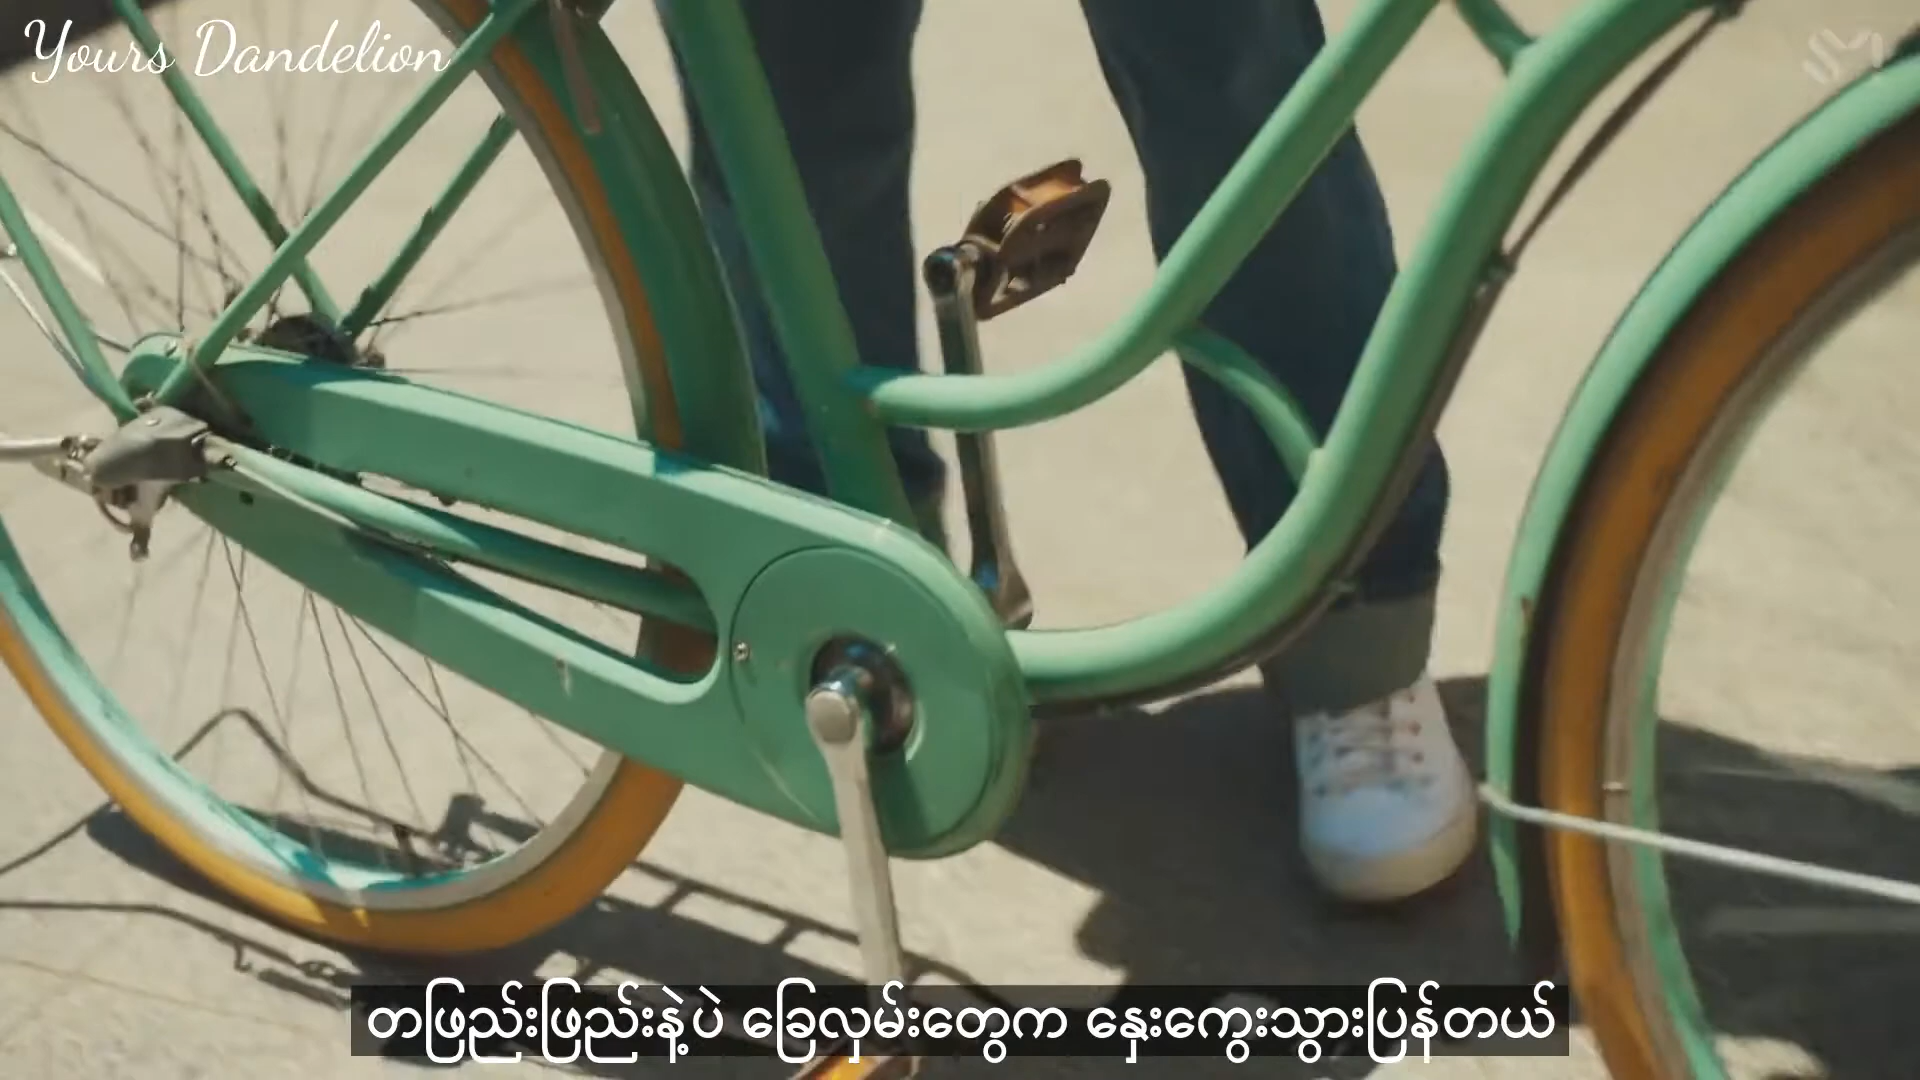 Yours Dandelion
SM
တဖြည်းဖြည်းနဲ့ပဲ ခြေလှမ်းတွေက နှေးကွေးသွားပြန်တယ်